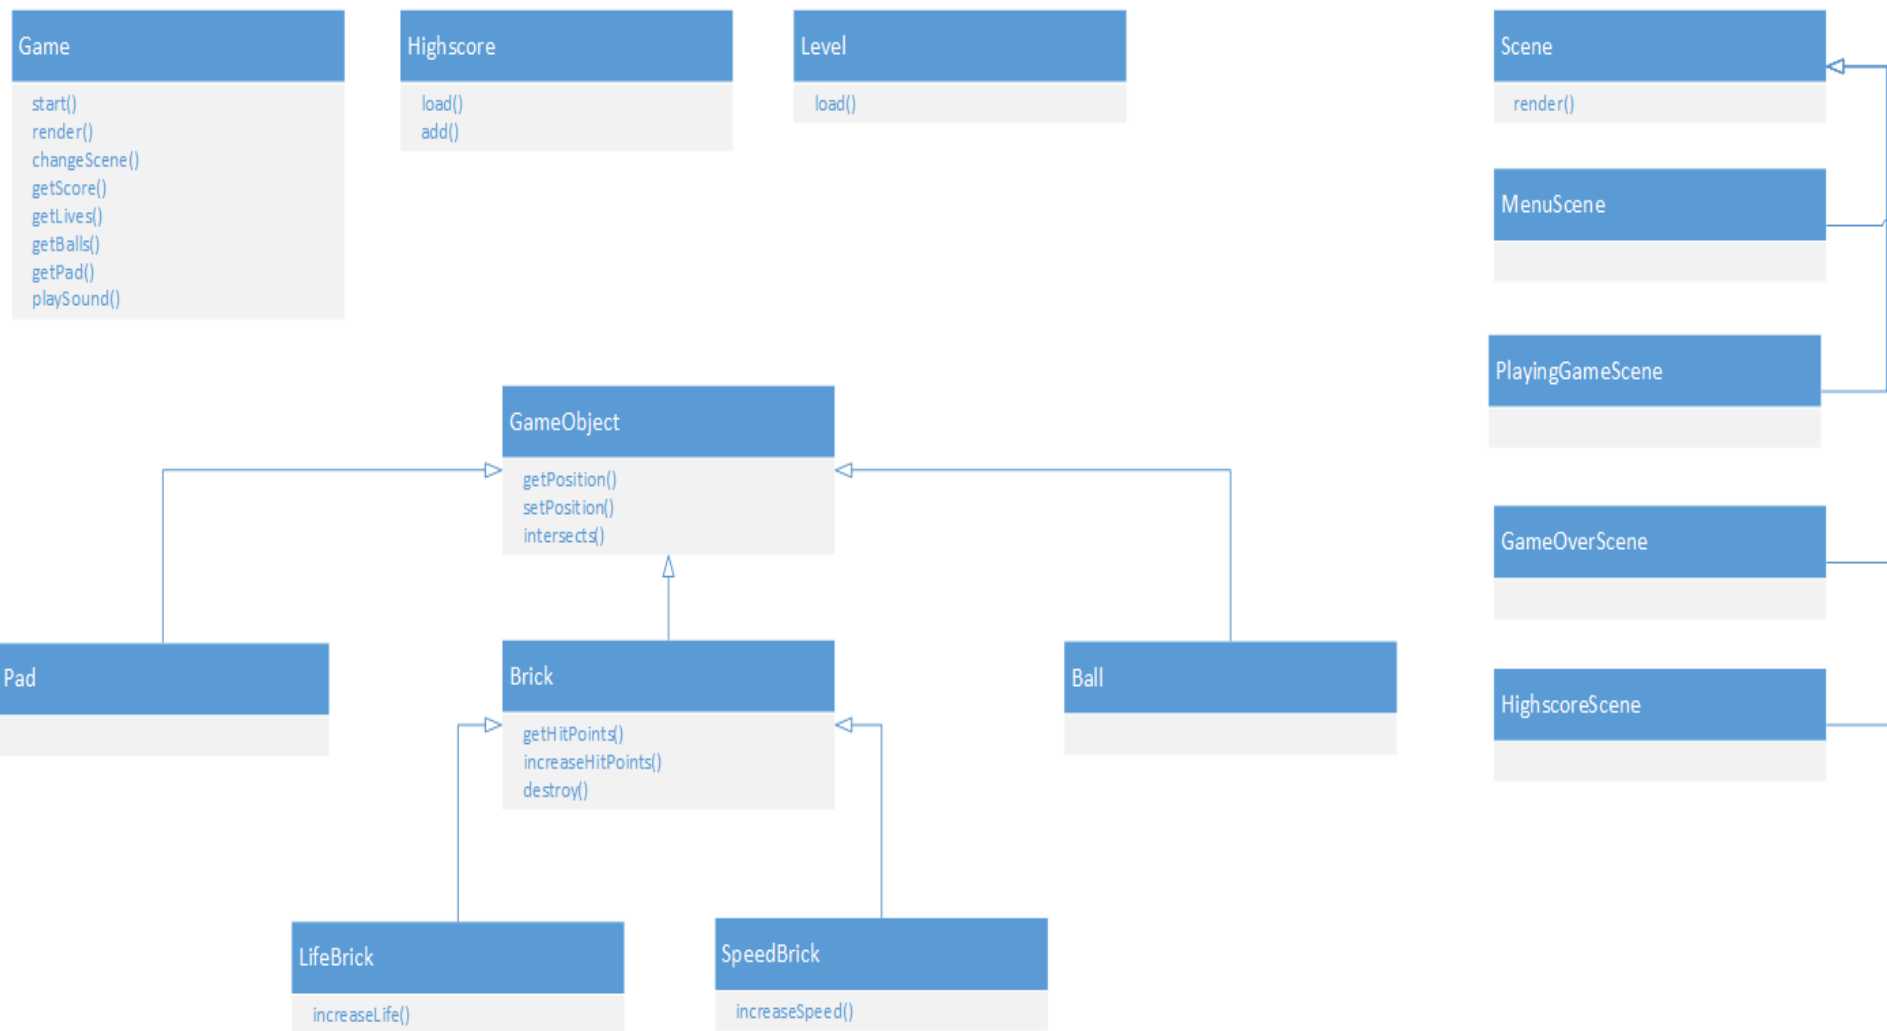 Game
start()
render()
changeScene()
getScore()
getLives()
getBalls()
getPad()
playSound()
Highscore
load()
add()
Level
load()
Scene
render()
MenuScene
PlayingGameScene
GameOverScene
HighscoreScene
GameObject
getPosition()
setPosition()
intersects()
Pad
Brick
getHitPoints()
increaseHitPoints()
destroy()
Ball
LifeBrick
increaseLife()
SpeedBrick
increaseSpeed()